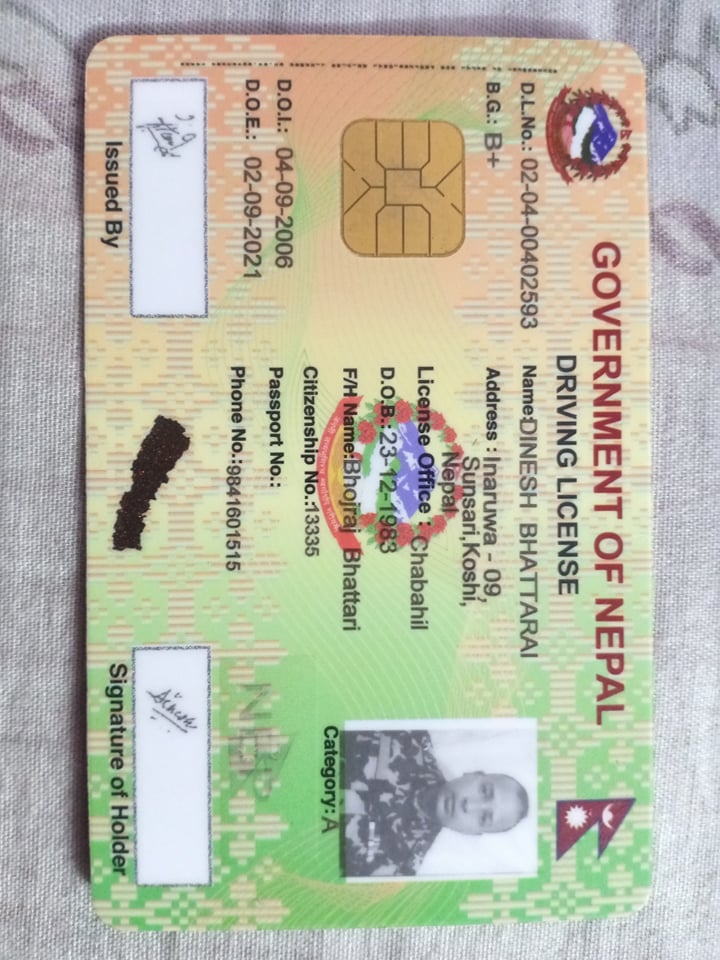 GOVERNMENT OF NEPAL
DRIVING LICENSE
D.L.No.: 02-04-00402593
B.G.: B+
Name:DINESH BHATTARAI
Address : Inaruwa - 09,
Sunsari,Koshi,
Nepal
License Office : Chabahil
D.O.B.:23-12-1983
F/H Name:Bhojraj Bhattari
Citizenship No.:13335
Passport No.:
Phone No.:9841601515
D.O.I.: 04-09-2006
D.O.E.: 02-09-2021
Category: A
Issued By
Dinesh
Signature of Holder